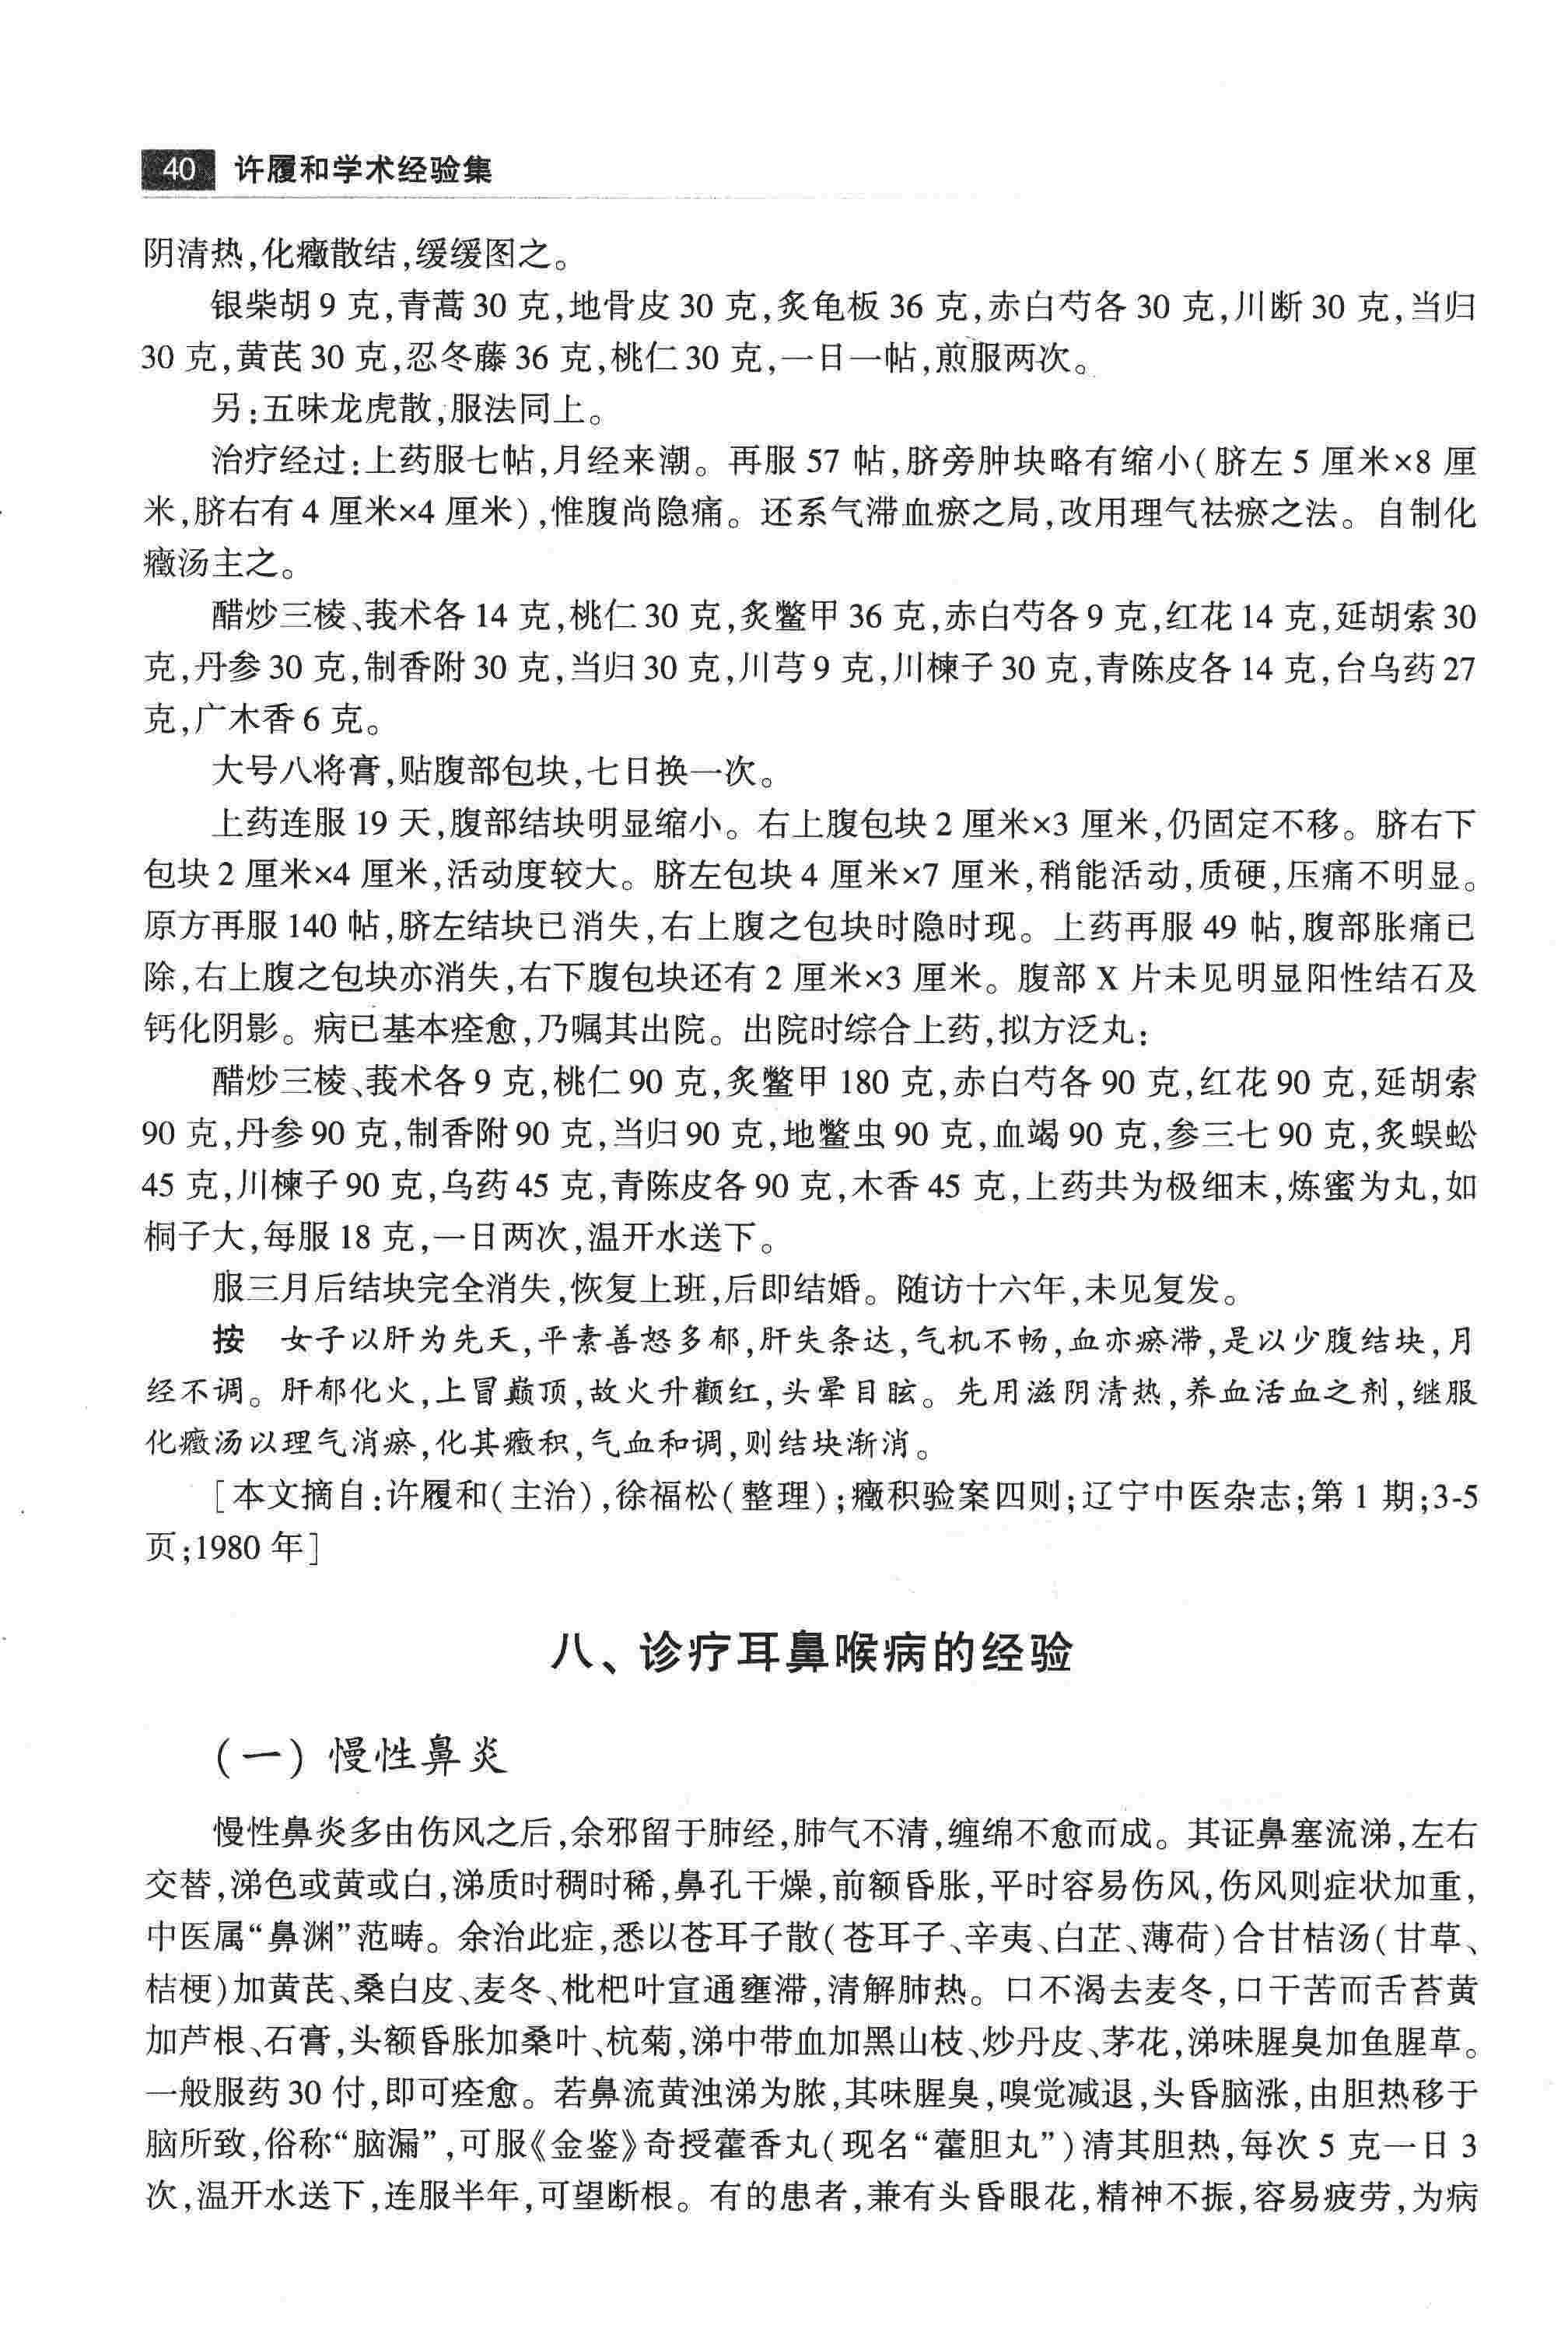 40 许履和学术经验集
阴清热,化癥散结,缓缓图之。
银柴胡9克,青蒿30克,地骨皮30克,炙龟板36克,赤白芍各30克,川断30克,当归
30克,黄芪30克,忍冬藤36克,桃仁30克,一日一帖,煎服两次。
另:五味龙虎散,服法同上。
治疗经过:上药服七帖,月经来潮。再服57帖,脐旁肿块略有缩小(脐左5厘米×8厘
米,脐右有4厘米×4厘米),惟腹尚隐痛。还系气滞血瘀之局,改用理气祛瘀之法。自制化
癥汤主之。
醋炒三棱、莪术各14克,桃仁30克,炙鳖甲36克,赤白芍各9克,红花14克,延胡索30
克,丹参30克,制香附30克,当归30克,川芎9克,川楝子30克,青陈皮各14克,台乌药27
克,广木香6克。
大号八将膏,贴腹部包块,七日换一次。
上药连服19天,腹部结块明显缩小。右上腹包块2厘米×3厘米,仍固定不移。脐右下
包块2厘米×4厘米,活动度较大。脐左包块4厘米×7厘米,稍能活动,质硬,压痛不明显。
原方再服140帖,脐左结块已消失,右上腹之包块时隐时现。上药再服49帖,腹部胀痛已
除,右上腹之包块亦消失,右下腹包块还有2厘米×3厘米。腹部X片未见明显阳性结石及
钙化阴影。病已基本痊愈,乃嘱其出院。出院时综合上药,拟方泛丸:
醋炒三棱、莪术各9克,桃仁90克,炙鳖甲180克,赤白芍各90克,红花90克,延胡索
90克,丹参90克,制香附90克,当归90克,地鳖虫90克,血竭90克,参三七90克,炙蜈蚣
45克,川楝子90克,乌药45克,青陈皮各90克,木香45克,上药共为极细末,炼蜜为丸,如
桐子大,每服18克,一日两次,温开水送下。
服三月后结块完全消失,恢复上班,后即结婚。随访十六年,未见复发。
按 女子以肝为先天,平素善怒多郁,肝失条达,气机不畅,血亦瘀滞,是以少腹结块,月
经不调。肝郁化火,上冒巅顶,故火升颧红,头晕目眩。先用滋阴清热,养血活血之剂,继服
化癥汤以理气消瘀,化其癥积,气血和调,则结块渐消。
[本文摘自:许履和(主治),徐福松(整理);癥积验案四则;辽宁中医杂志;第1期;3-5
页;1980年]
八、诊疗耳鼻喉病的经验
(一)慢性鼻炎
慢性鼻炎多由伤风之后,余邪留于肺经,肺气不清,缠绵不愈而成。其证鼻塞流涕,左右
交替,涕色或黄或白,涕质时稠时稀,鼻孔干燥,前额昏胀,平时容易伤风,伤风则症状加重,
中医属“鼻渊”范畴。余治此症,悉以苍耳子散(苍耳子、辛夷、白芷、薄荷)合甘桔汤(甘草、
桔梗)加黄芪、桑白皮、麦冬、枇杷叶宣通壅滞,清解肺热。口不渴去麦冬,口干苦而舌苔黄
加芦根、石膏,头额昏胀加桑叶、杭菊,涕中带血加黑山枝、炒丹皮、茅花,涕味腥臭加鱼腥草。
一般服药30付,即可痊愈。若鼻流黄浊涕为脓,其味腥臭,嗅觉减退,头昏脑涨,由胆热移于
脑所致,俗称“脑漏”,可服《金鉴》奇授藿香丸(现名“藿胆丸”)清其胆热,每次5克一日3
次,温开水送下,连服半年,可望断根。有的患者,兼有头昏眼花,精神不振,容易疲劳,为病